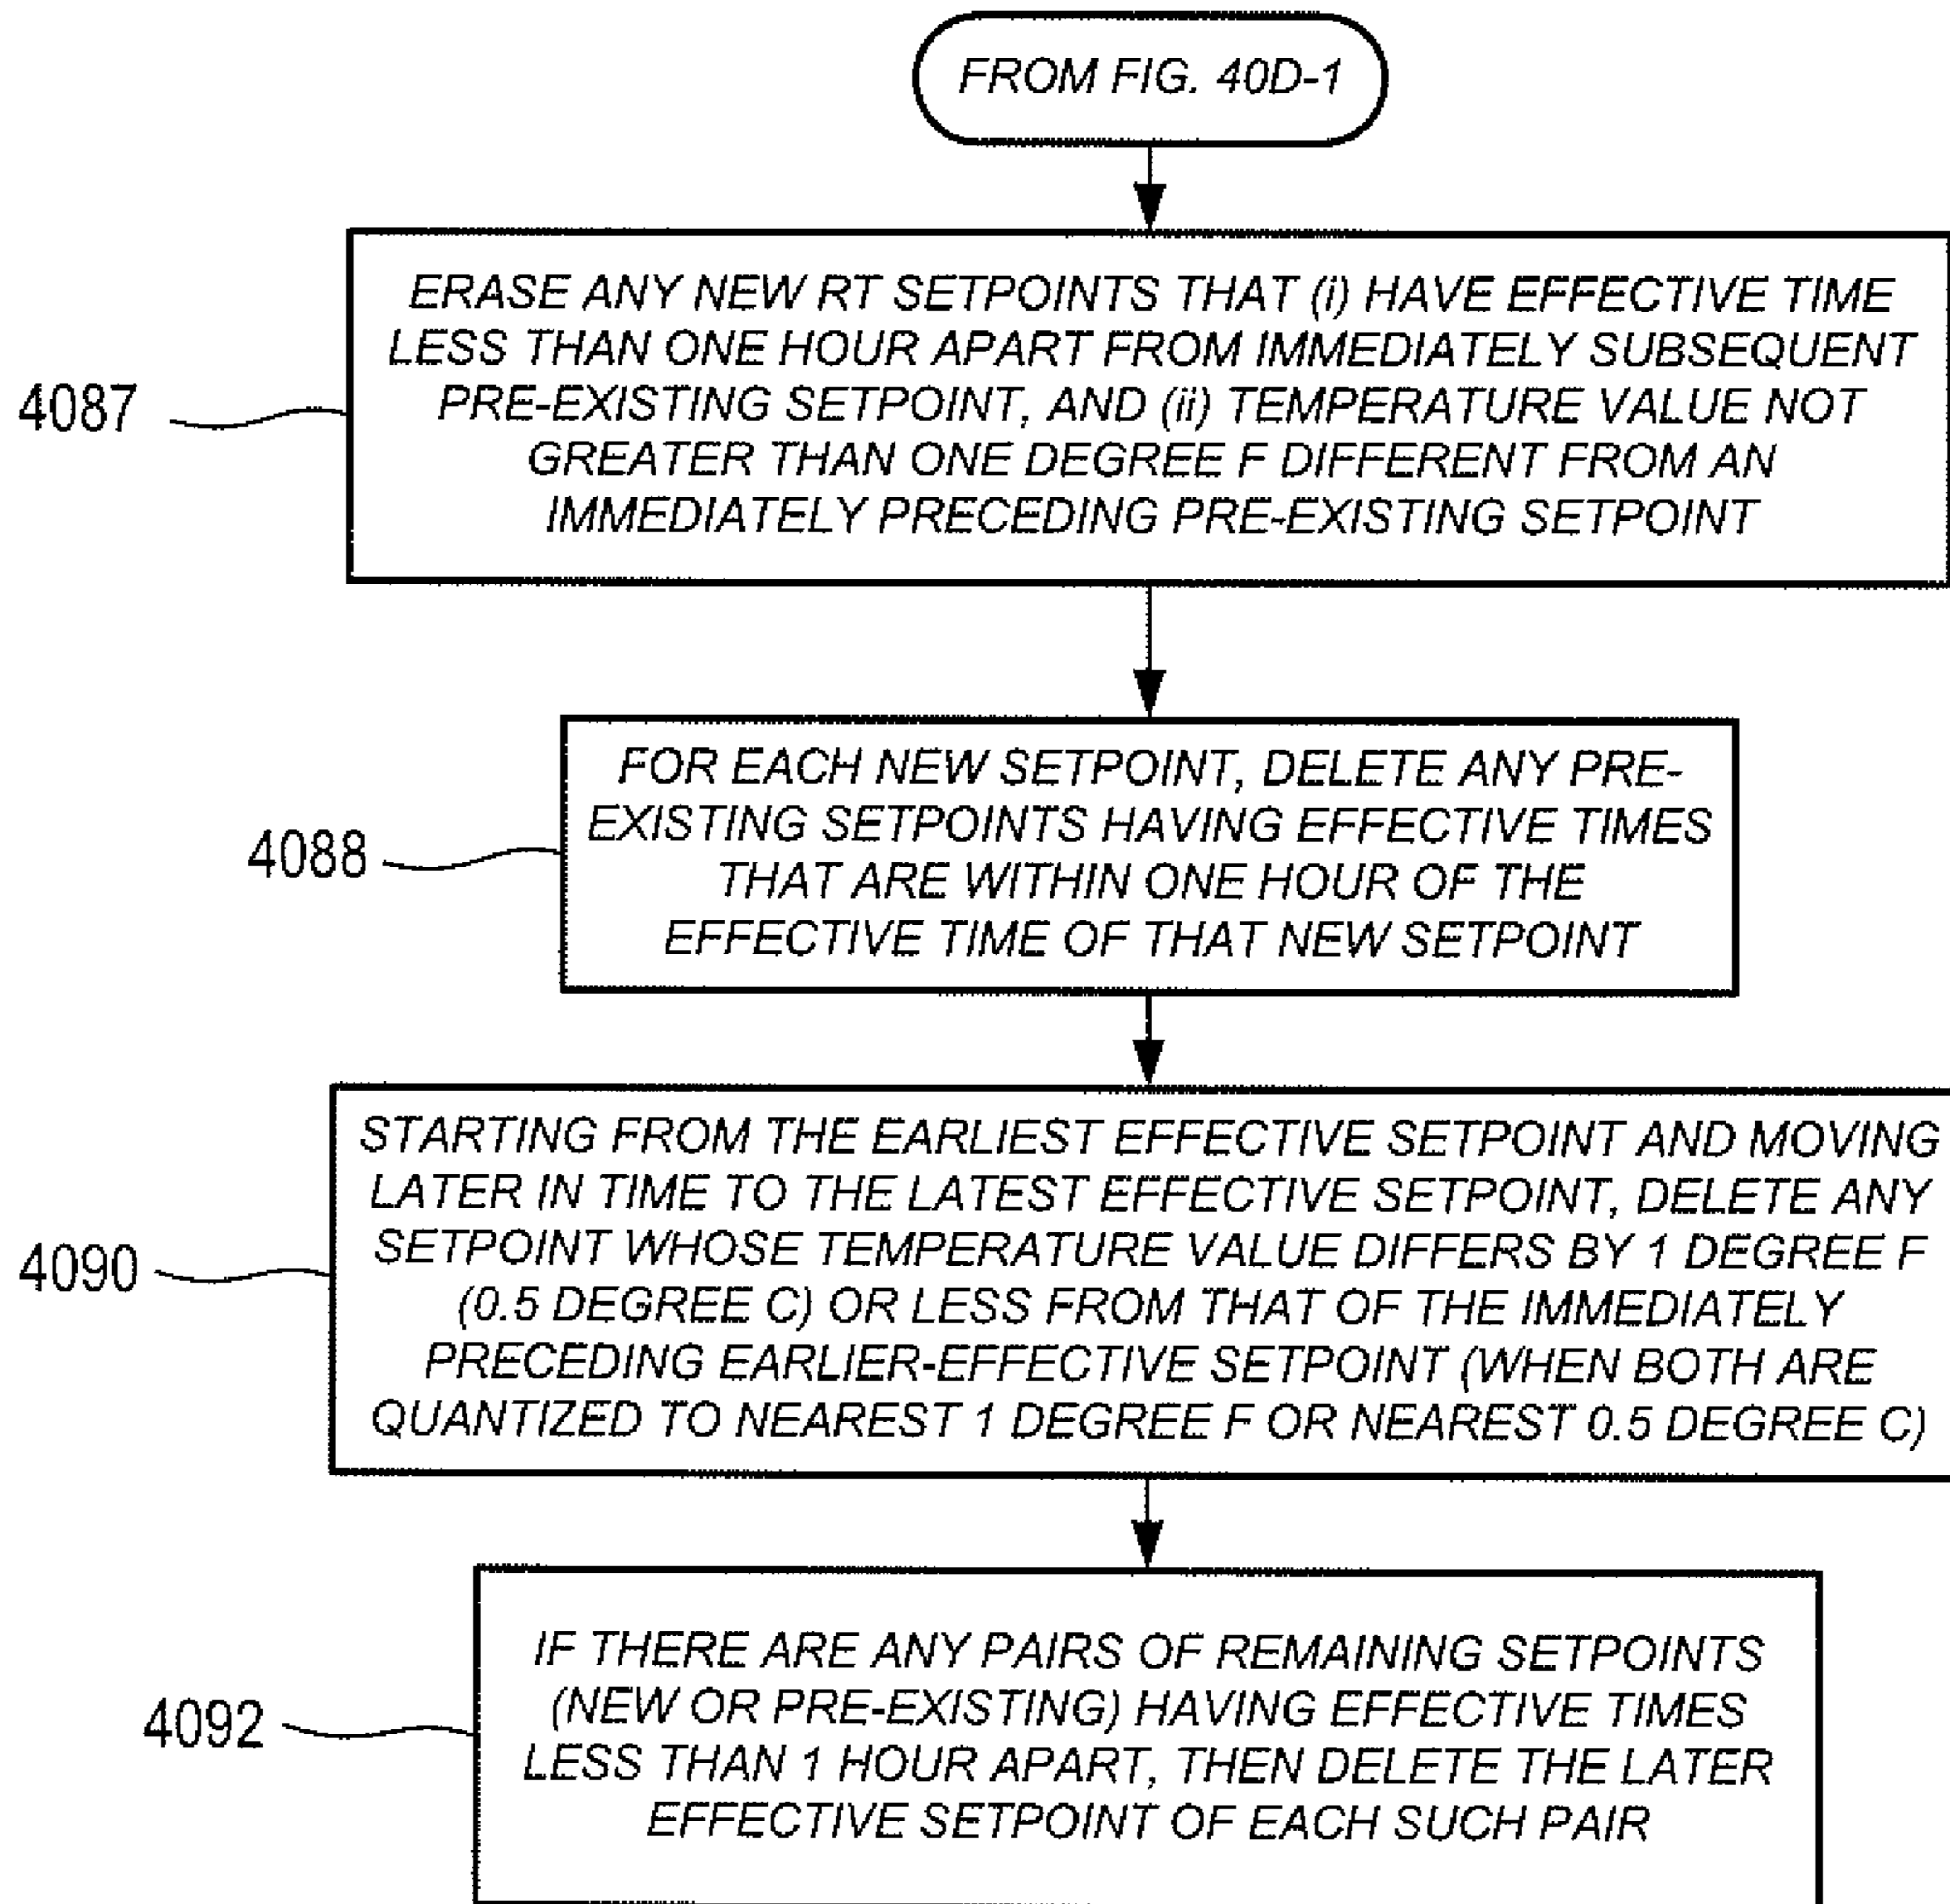 FROM FIG. 40D-1
4087
ERASE ANY NEW RT SETPOINTS THAT (i) HAVE EFFECTIVE TIME
LESS THAN ONE HOUR APART FROM IMMEDIATELY SUBSEQUENT
PRE-EXISTING SETPOINT, AND (ii) TEMPERATURE VALUE NOT
GREATER THAN ONE DEGREE F DIFFERENT FROM AN
IMMEDIATELY PRECEDING PRE-EXISTING SETPOINT
4088
FOR EACH NEW SETPOINT, DELETE ANY PRE-
EXISTING SETPOINTS HAVING EFFECTIVE TIMES
THAT ARE WITHIN ONE HOUR OF THE
EFFECTIVE TIME OF THAT NEW SETPOINT
4090
STARTING FROM THE EARLIEST EFFECTIVE SETPOINT AND MOVING
LATER IN TIME TO THE LATEST EFFECTIVE SETPOINT, DELETE ANY
SETPOINT WHOSE TEMPERATURE VALUE DIFFERS BY 1 DEGREE F
(0.5 DEGREE C) OR LESS FROM THAT OF THE IMMEDIATELY
PRECEDING EARLIER-EFFECTIVE SETPOINT (WHEN BOTH ARE
QUANTIZED TO NEAREST 1 DEGREE F OR NEAREST 0.5 DEGREE C)
4092
IF THERE ARE ANY PAIRS OF REMAINING SETPOINTS
(NEW OR PRE-EXISTING) HAVING EFFECTIVE TIMES
LESS THAN 1 HOUR APART, THEN DELETE THE LATER
EFFECTIVE SETPOINT OF EACH SUCH PAIR